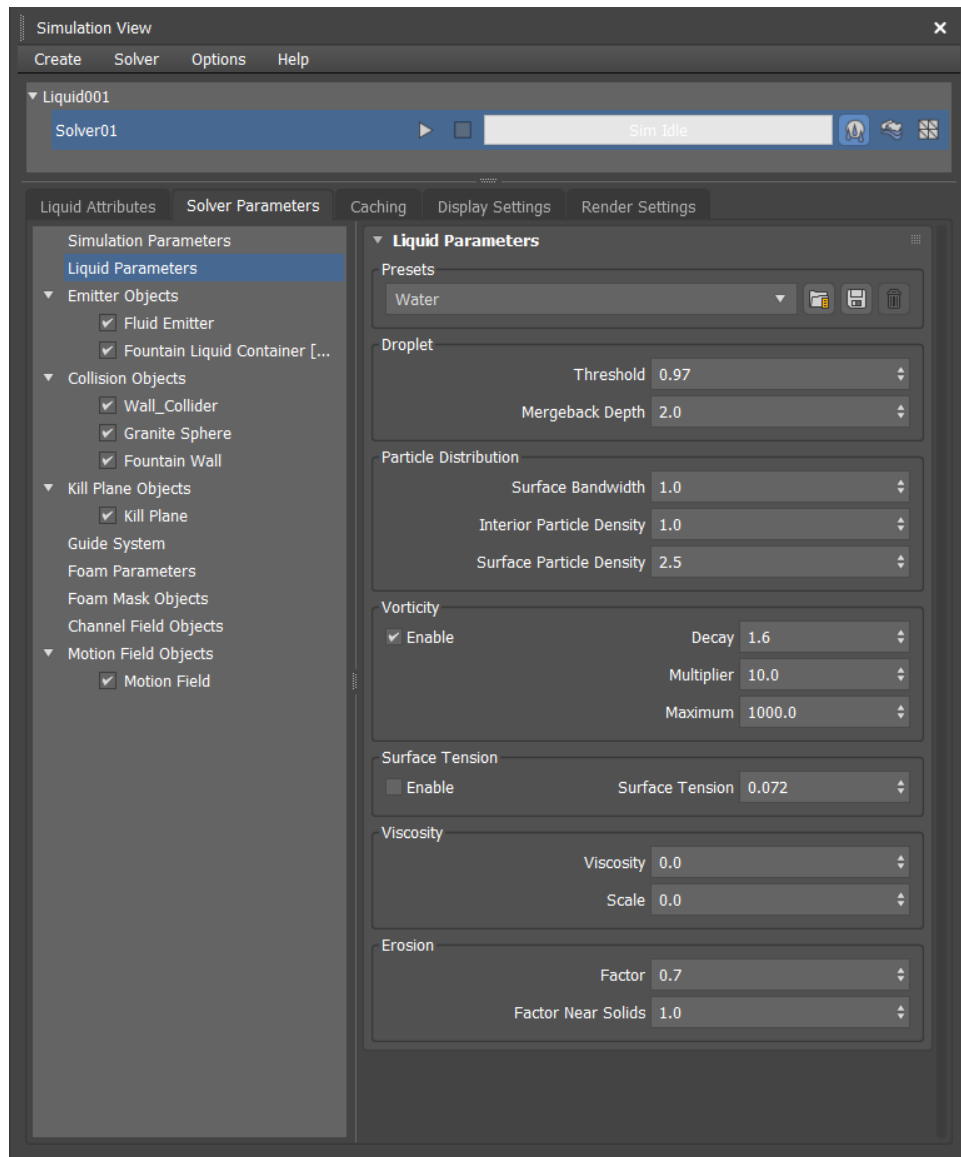 Simulation View
Create Solver Options Help
Liquid001
Solver01 Sim Idle
Liquid Attributes Solver Parameters Caching Display Settings Render Settings
Simulation Parameters
Liquid Parameters
Emitter Objects
Fluid Emitter
Fountain Liquid Container [...
Collision Objects
Wall_Collider
Granite Sphere
Fountain Wall
Kill Plane Objects
Kill Plane
Guide System
Foam Parameters
Foam Mask Objects
Channel Field Objects
Motion Field Objects
Motion Field
Liquid Parameters
Presets
Water
Droplet
Threshold 0.97
Mergeback Depth 2.0
Particle Distribution
Surface Bandwidth 1.0
Interior Particle Density 1.0
Surface Particle Density 2.5
Vorticity
Enable Decay 1.6
Multiplier 10.0
Maximum 1000.0
Surface Tension
Enable Surface Tension 0.072
Viscosity
Viscosity 0.0
Scale 0.0
Erosion
Factor 0.7
Factor Near Solids 1.0